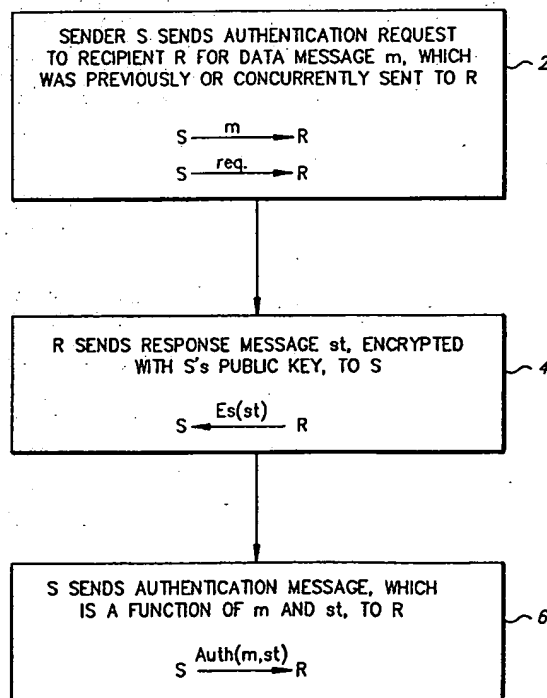 SENDER S SENDS AUTHENTICATION REQUEST
TO RECIPIENT R FOR DATA MESSAGE m, WHICH
WAS PREVIOUSLY OR CONCURRENTLY SENT TO R
2
m
S R
req.
S R
R SENDS RESPONSE MESSAGE st, ENCRYPTED
WITH S's PUBLIC KEY, TO S
4
Es(st)
S R
S SENDS AUTHENTICATION MESSAGE, WHICH
IS A FUNCTION OF m AND st, TO R
6
Auth(m,st)
S R